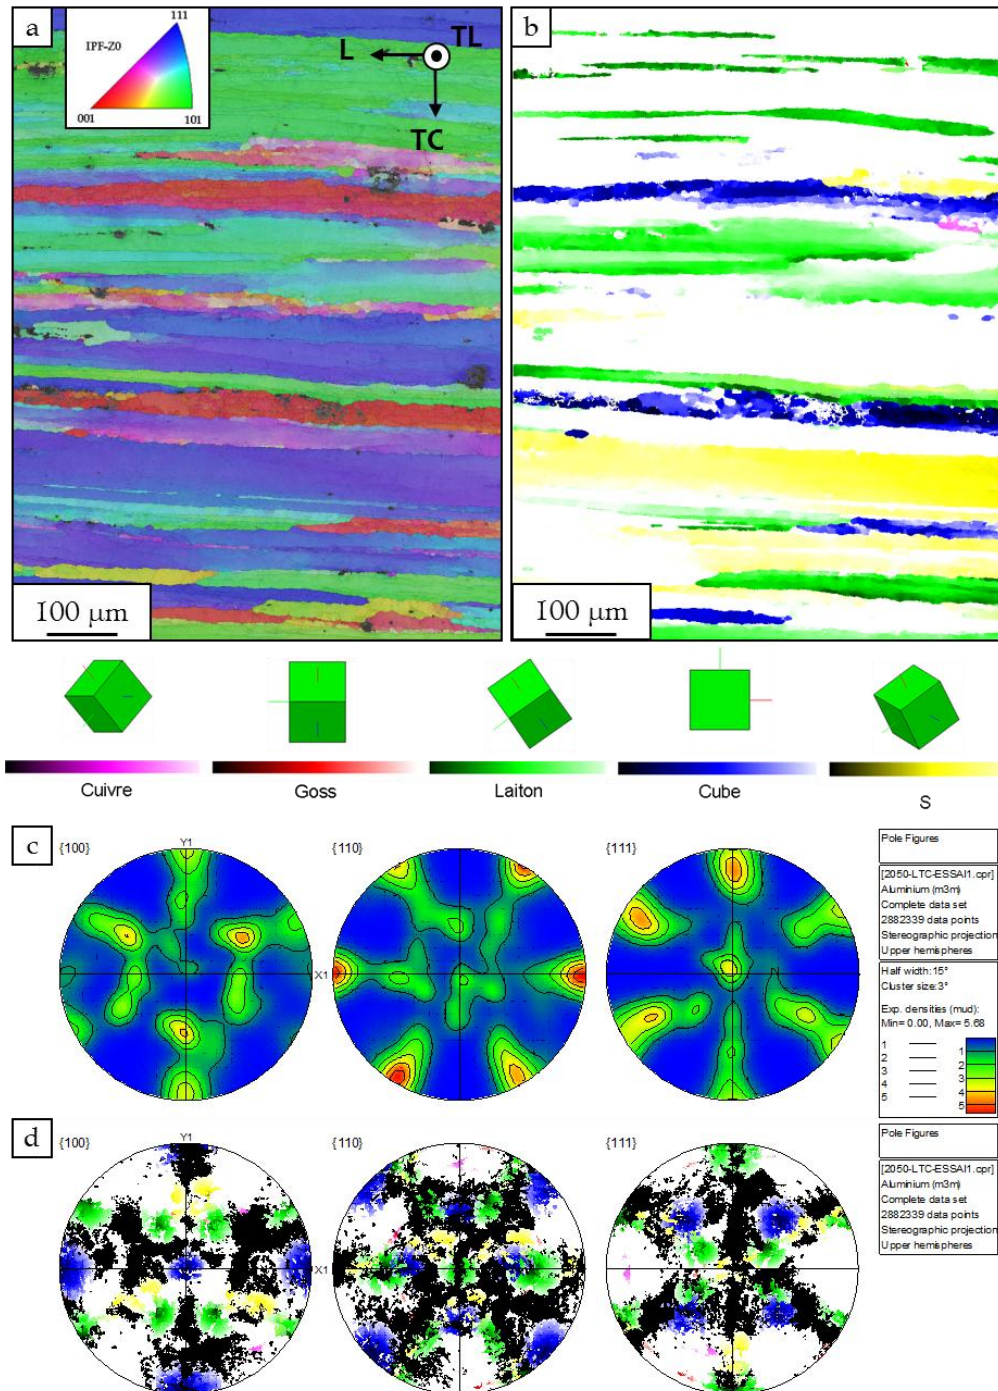 a
111
IPF-Z0
001
101
L
TL
TC
100 µm
b
100 µm
Cuivre
Goss
Laiton
Cube
S
c
{100}
Y1
{110}
{111}
X1
Pole Figures
[2050-LTC-ESSAI1.cpr]
Aluminium (m3m)
Complete data set
2882339 data points
Stereographic projection
Upper hemispheres
Half width:15°
Cluster size:3°
Exp. densities (mud):
Min= 0.00, Max= 5.68
1
2
3
4
5
1
2
3
4
5
d
{100}
Y1
{110}
{111}
X1
Pole Figures
[2050-LTC-ESSAI1.cpr]
Aluminium (m3m)
Complete data set
2882339 data points
Stereographic projection
Upper hemispheres